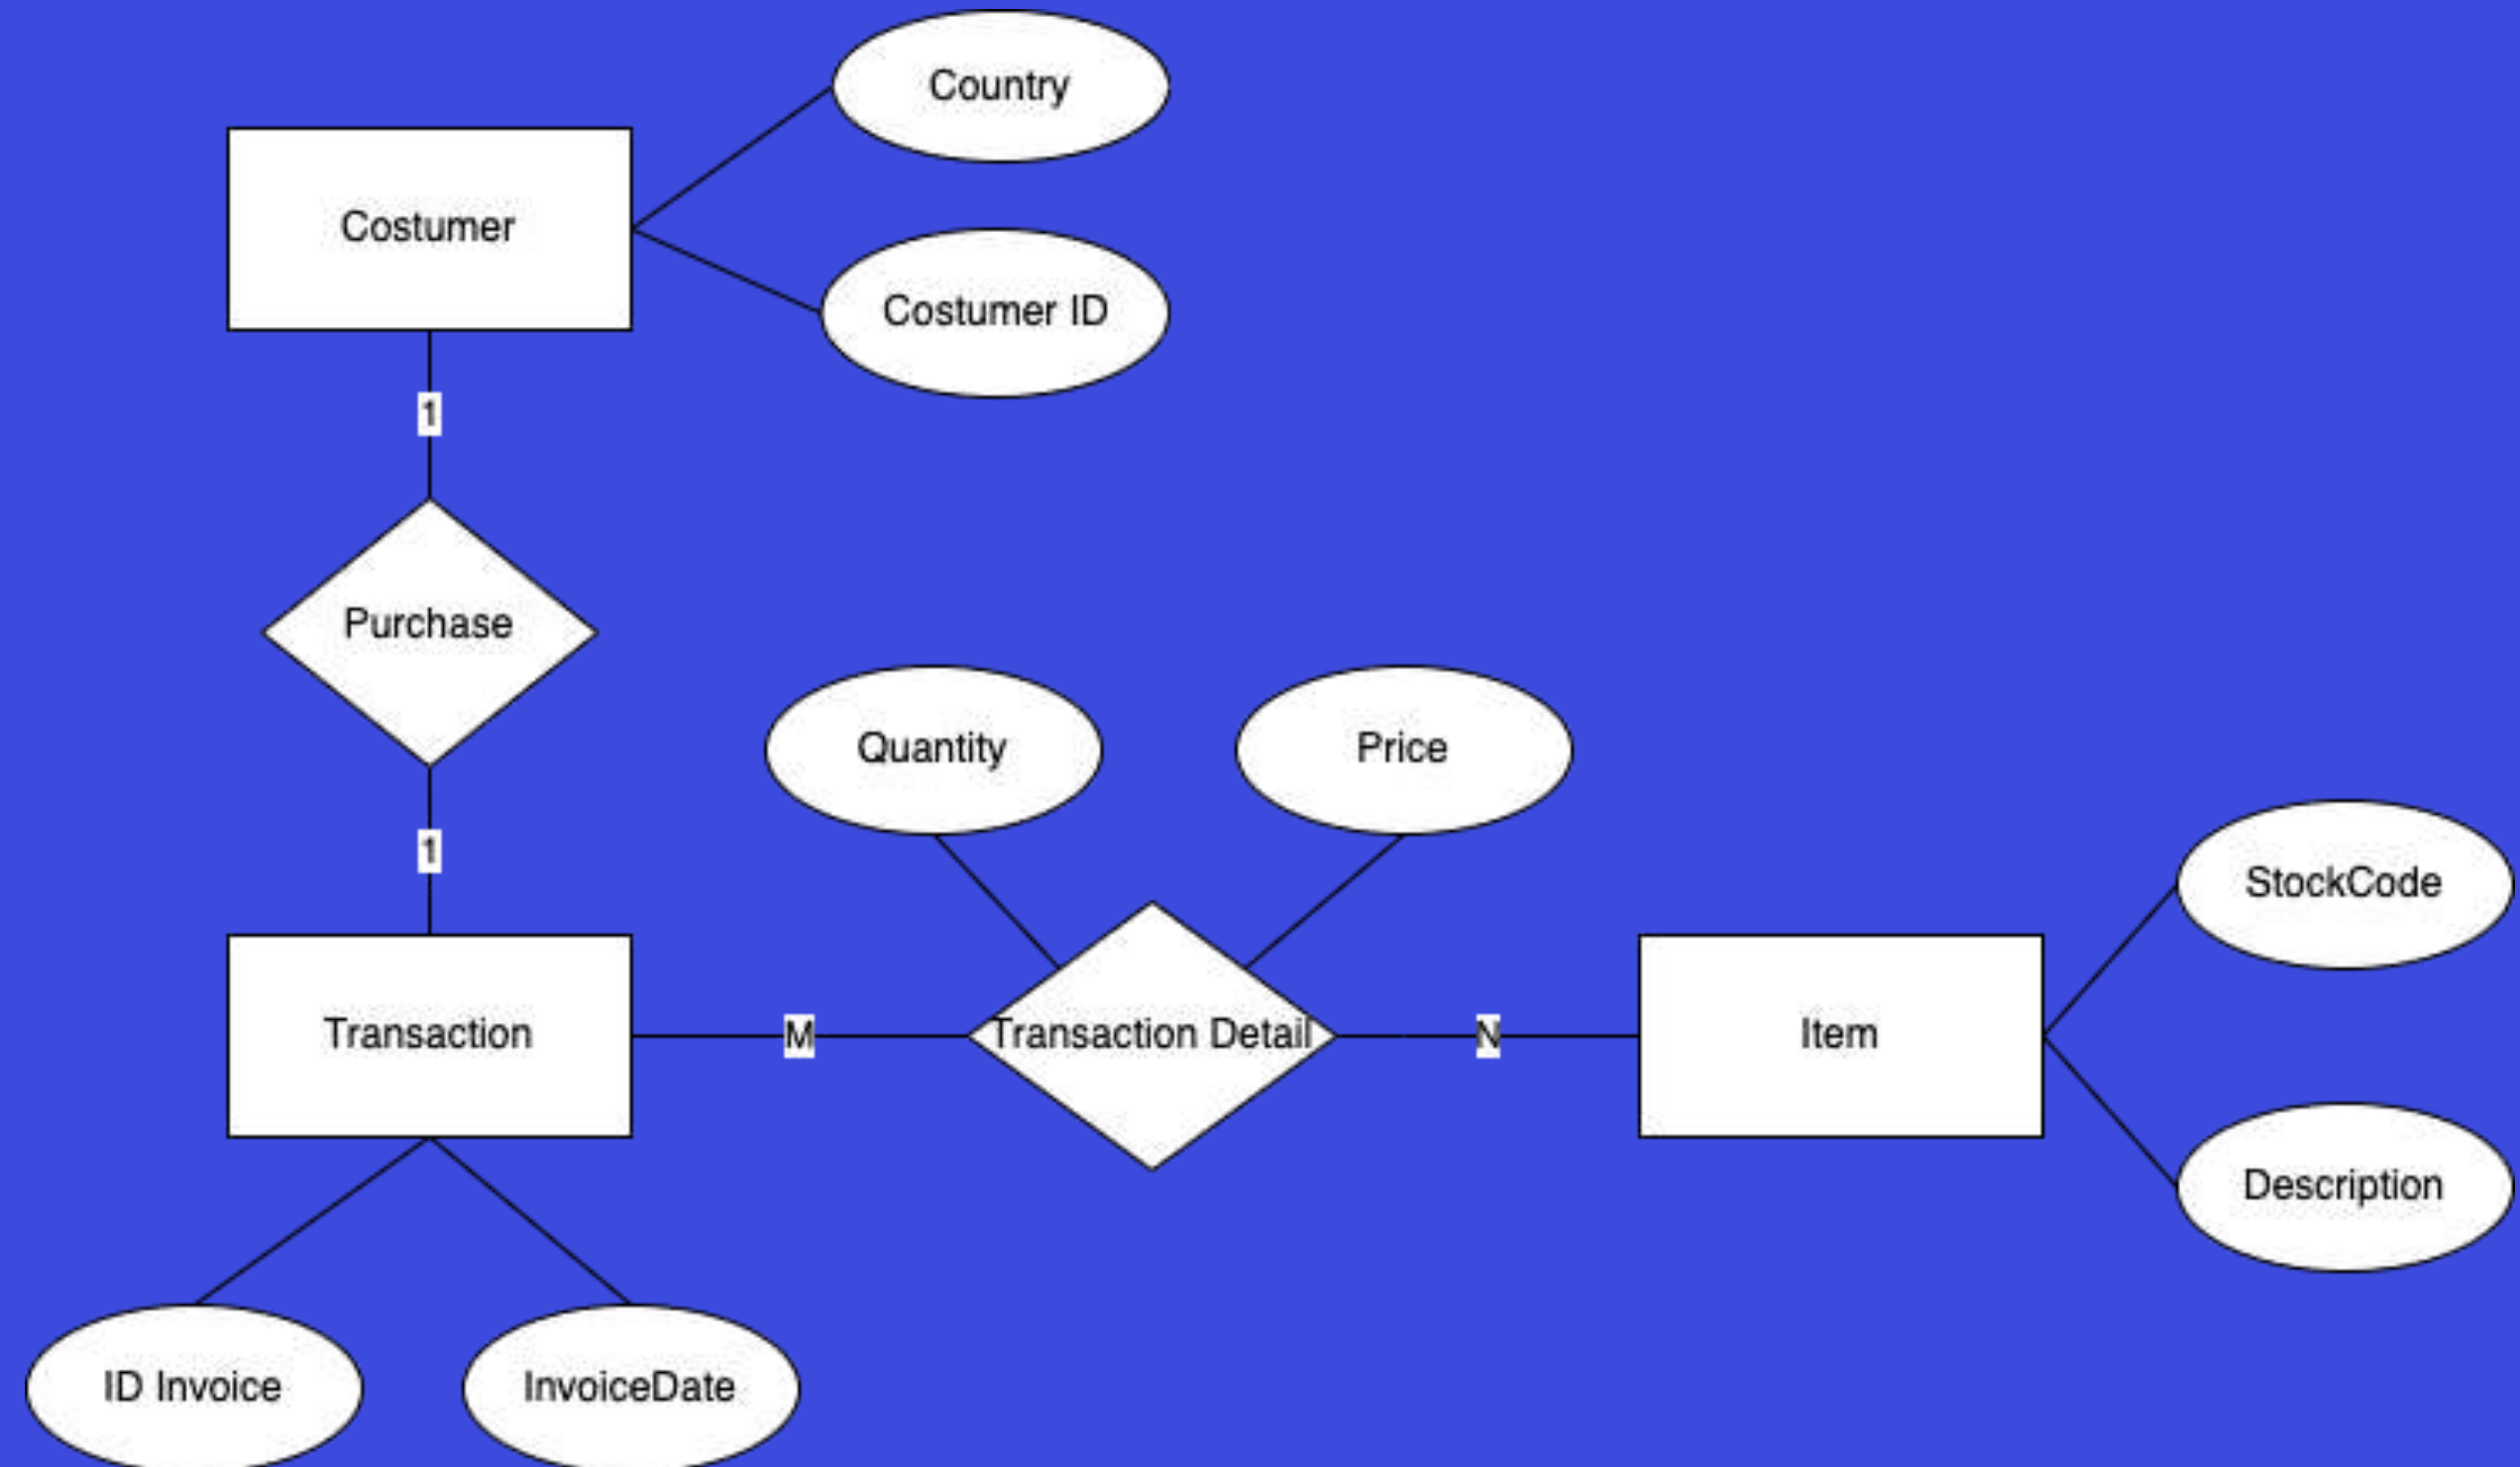 Country
Costumer
Costumer ID
1
Purchase
Quantity
Price
1
StockCode
Transaction
M
Transaction Detail
N
Item
Description
ID Invoice
InvoiceDate